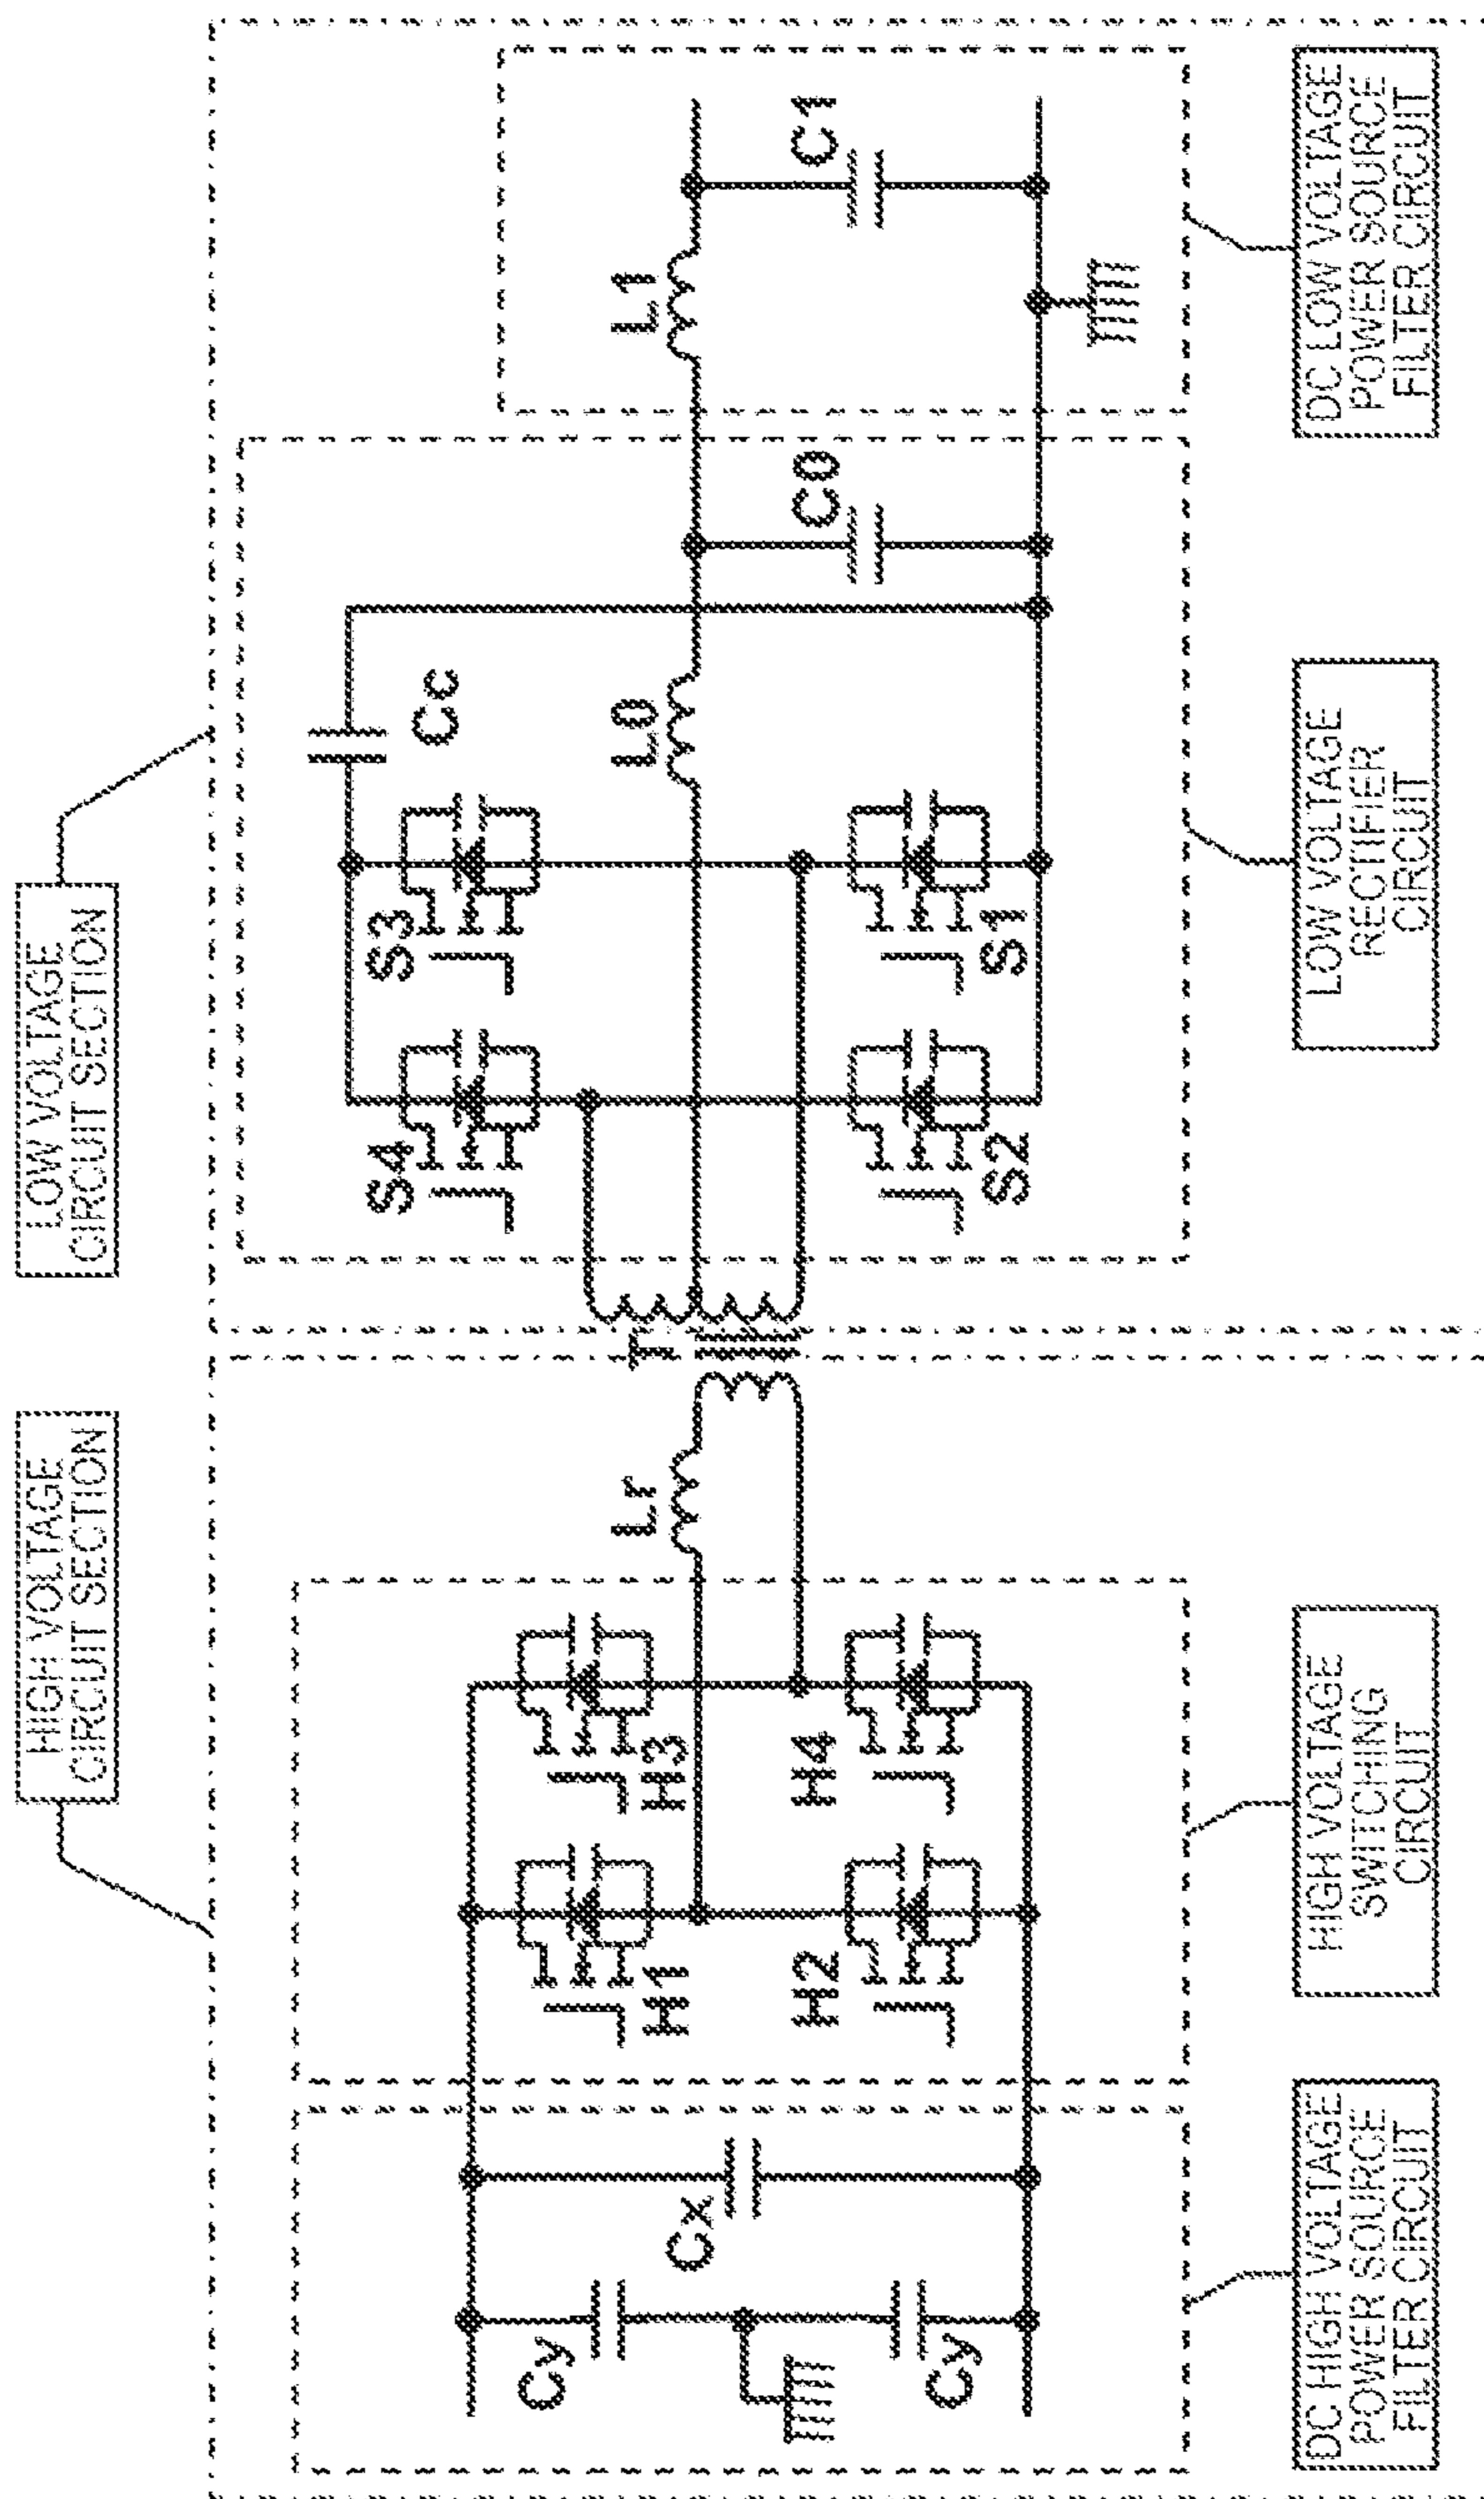 HIGH VOLTAGE
CIRCUIT SECTION
LOW VOLTAGE
CIRCUIT SECTION
Cy
Cy
Cx
H1
H2
H3
H4
Lr
T
S4
S3
S2
S1
Cc
L0
C0
L1
C1
DC HIGH VOLTAGE
POWER SOURCE
FILTER CIRCUIT
HIGH VOLTAGE
SWITCHING
CIRCUIT
LOW VOLTAGE
RECTIFIER
CIRCUIT
DC LOW VOLTAGE
POWER SOURCE
FILTER CIRCUIT